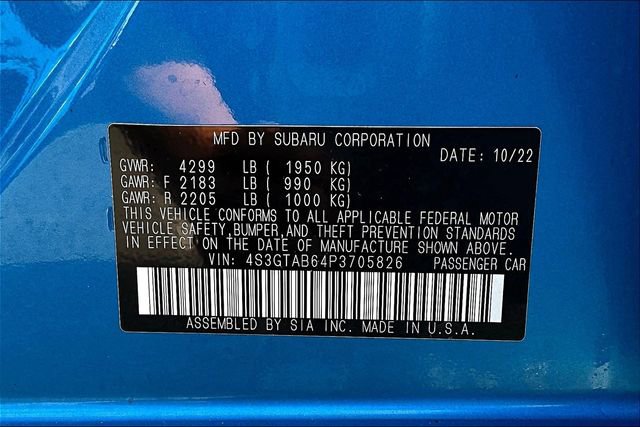 MFD BY SUBARU CORPORATION
DATE: 10/22
GVWR: 4299 LB ( 1950 KG)
GAWR: F 2183 LB ( 990 KG)
GAWR: R 2205 LB ( 1000 KG)
THIS VEHICLE CONFORMS TO ALL APPLICABLE FEDERAL MOTOR
VEHICLE SAFETY,BUMPER,AND THEFT PREVENTION STANDARDS
IN EFFECT ON THE DATE OF MANUFACTURE SHOWN ABOVE.
VIN: 4S3GTAB64P3705826 PASSENGER CAR
ASSEMBLED BY SIA INC. MADE IN U.S.A.